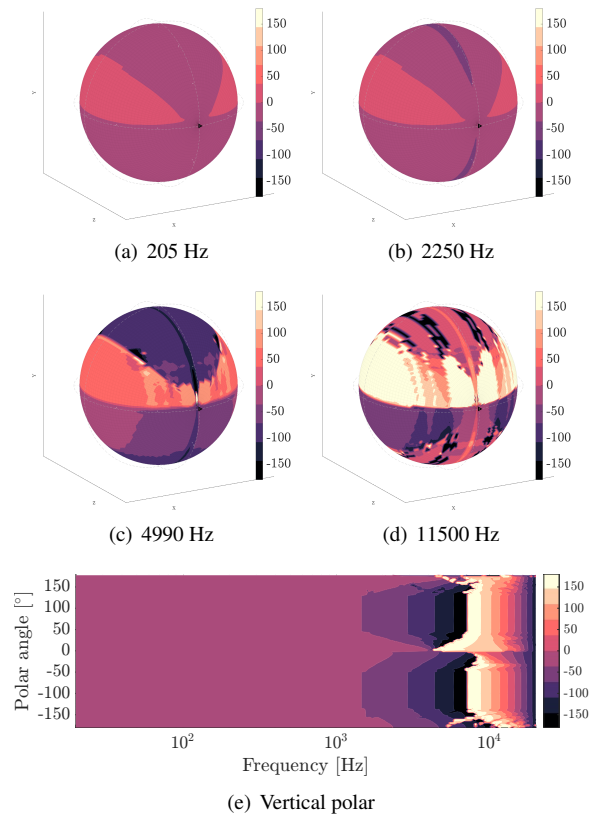 150
100
50
0
-50
-100
-150
Y
Z
X
150
100
50
0
-50
-100
-150
Y
Z
X
(a) 205 Hz
(b) 2250 Hz
150
100
50
0
-50
-100
-150
Y
Z
X
150
100
50
0
-50
-100
-150
Y
Z
X
(c) 4990 Hz
(d) 11500 Hz
Polar angle [°]
150
100
50
0
-50
-100
-150
150
100
50
0
-50
-100
-150
10² 10³ 10⁴
Frequency [Hz]
(e) Vertical polar